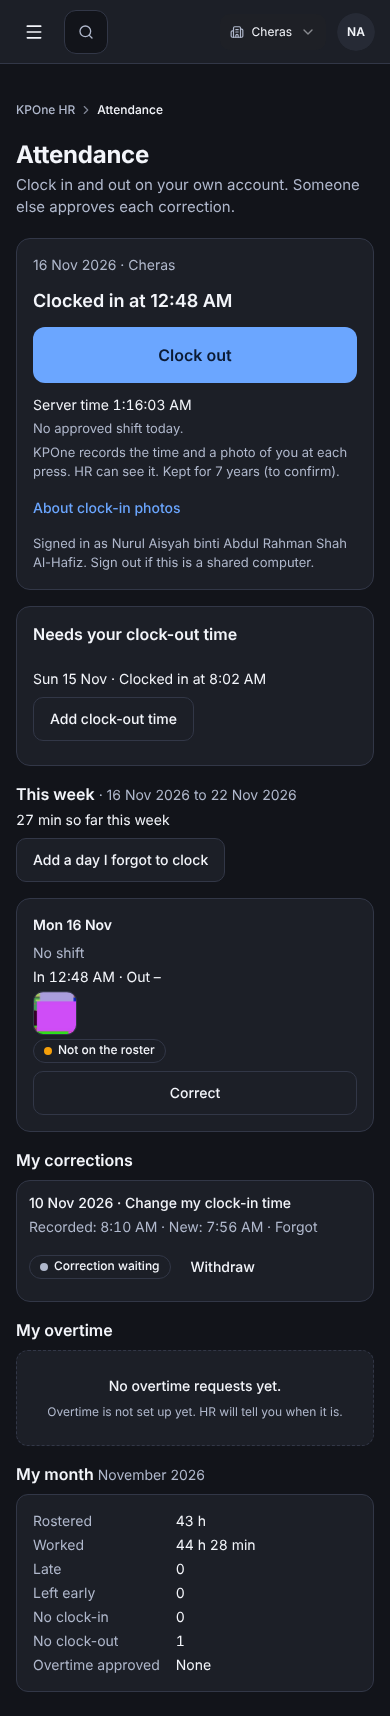 Cheras
NA
KPOne HR > Attendance
Attendance
Clock in and out on your own account. Someone
else approves each correction.
16 Nov 2026 · Cheras
Clocked in at 12:48 AM
Clock out
Server time 1:16:03 AM
No approved shift today.
KPOne records the time and a photo of you at each
press. HR can see it. Kept for 7 years (to confirm).
About clock-in photos
Signed in as Nurul Aisyah binti Abdul Rahman Shah
Al-Hafiz. Sign out if this is a shared computer.
Needs your clock-out time
Sun 15 Nov · Clocked in at 8:02 AM
Add clock-out time
This week · 16 Nov 2026 to 22 Nov 2026
27 min so far this week
Add a day I forgot to clock
Mon 16 Nov
No shift
In 12:48 AM · Out –
Not on the roster
Correct
My corrections
10 Nov 2026 · Change my clock-in time
Recorded: 8:10 AM · New: 7:56 AM · Forgot
Correction waiting
Withdraw
My overtime
No overtime requests yet.
Overtime is not set up yet. HR will tell you when it is.
My month November 2026
Rostered 43 h
Worked 44 h 28 min
Late 0
Left early 0
No clock-in 0
No clock-out 1
Overtime approved None